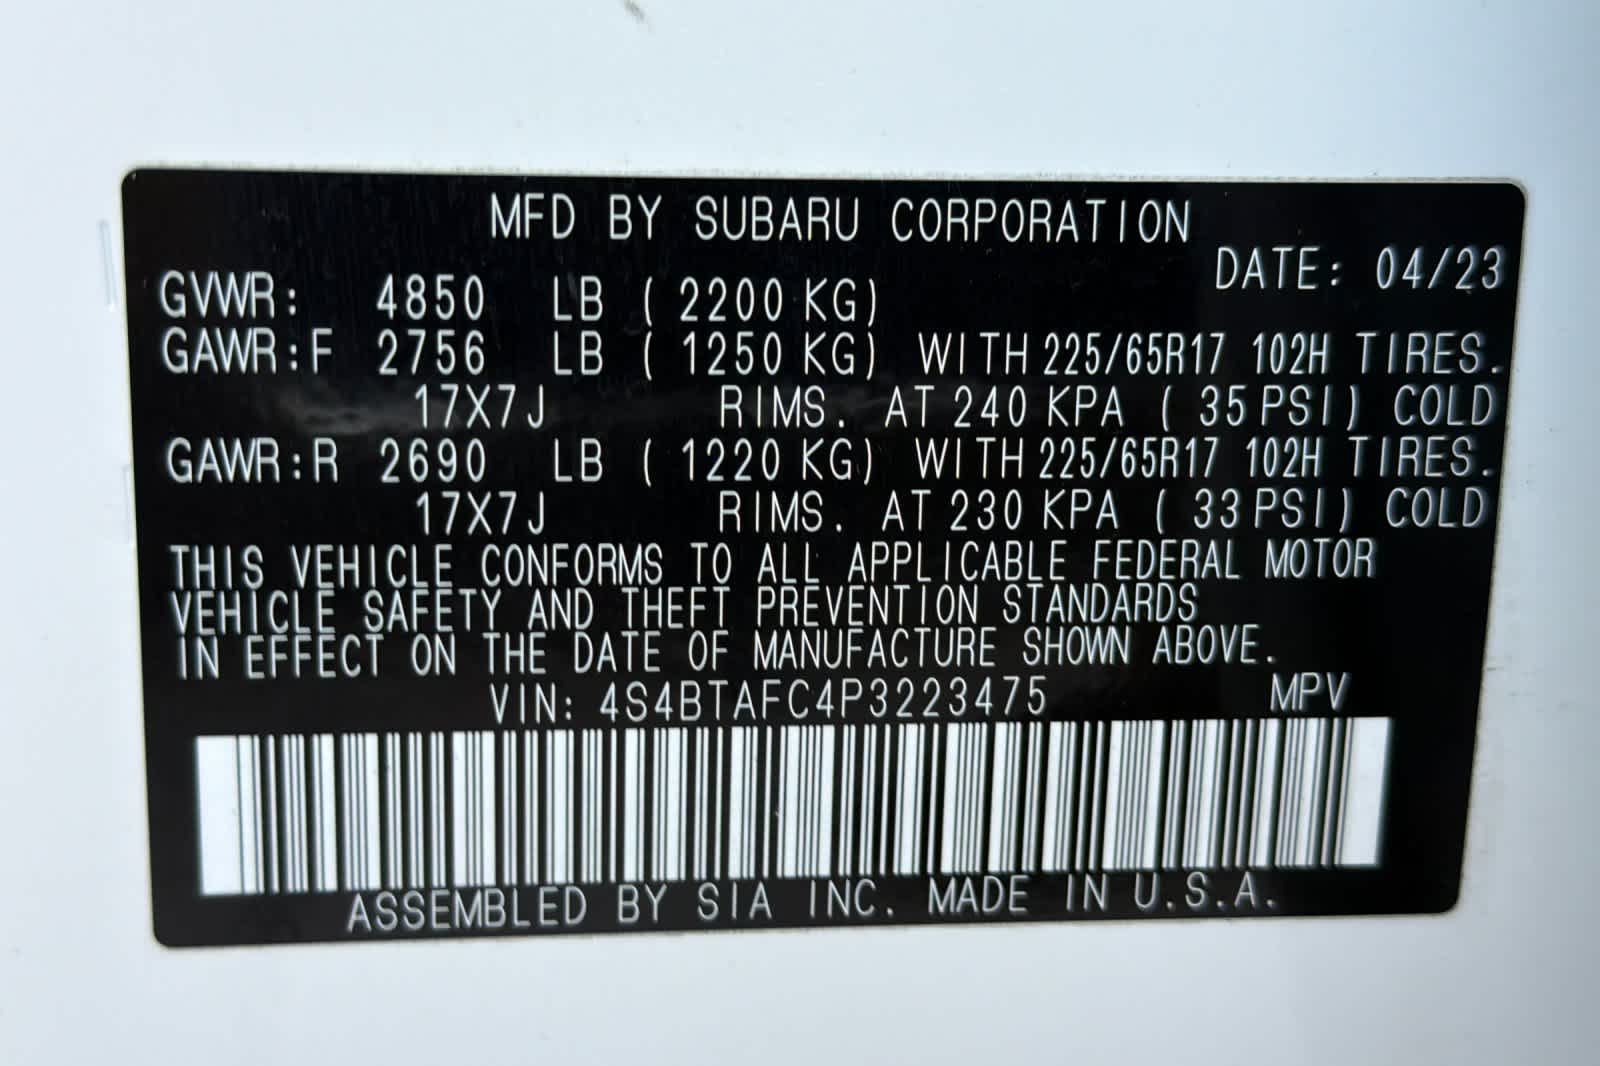 MFD BY SUBARU CORPORATION
DATE: 04/23
GVWR: 4850 LB ( 2200 KG)
GAWR:F 2756 LB ( 1250 KG) WITH 225/65R17 102H TIRES.
17X7J RIMS. AT 240 KPA ( 35 PSI) COLD
GAWR:R 2690 LB ( 1220 KG) WITH 225/65R17 102H TIRES.
17X7J RIMS. AT 230 KPA ( 33 PSI) COLD
THIS VEHICLE CONFORMS TO ALL APPLICABLE FEDERAL MOTOR
VEHICLE SAFETY AND THEFT PREVENTION STANDARDS
IN EFFECT ON THE DATE OF MANUFACTURE SHOWN ABOVE.
VIN: 4S4BTAFC4P3223475 MPV
ASSEMBLED BY SIA INC. MADE IN U.S.A.